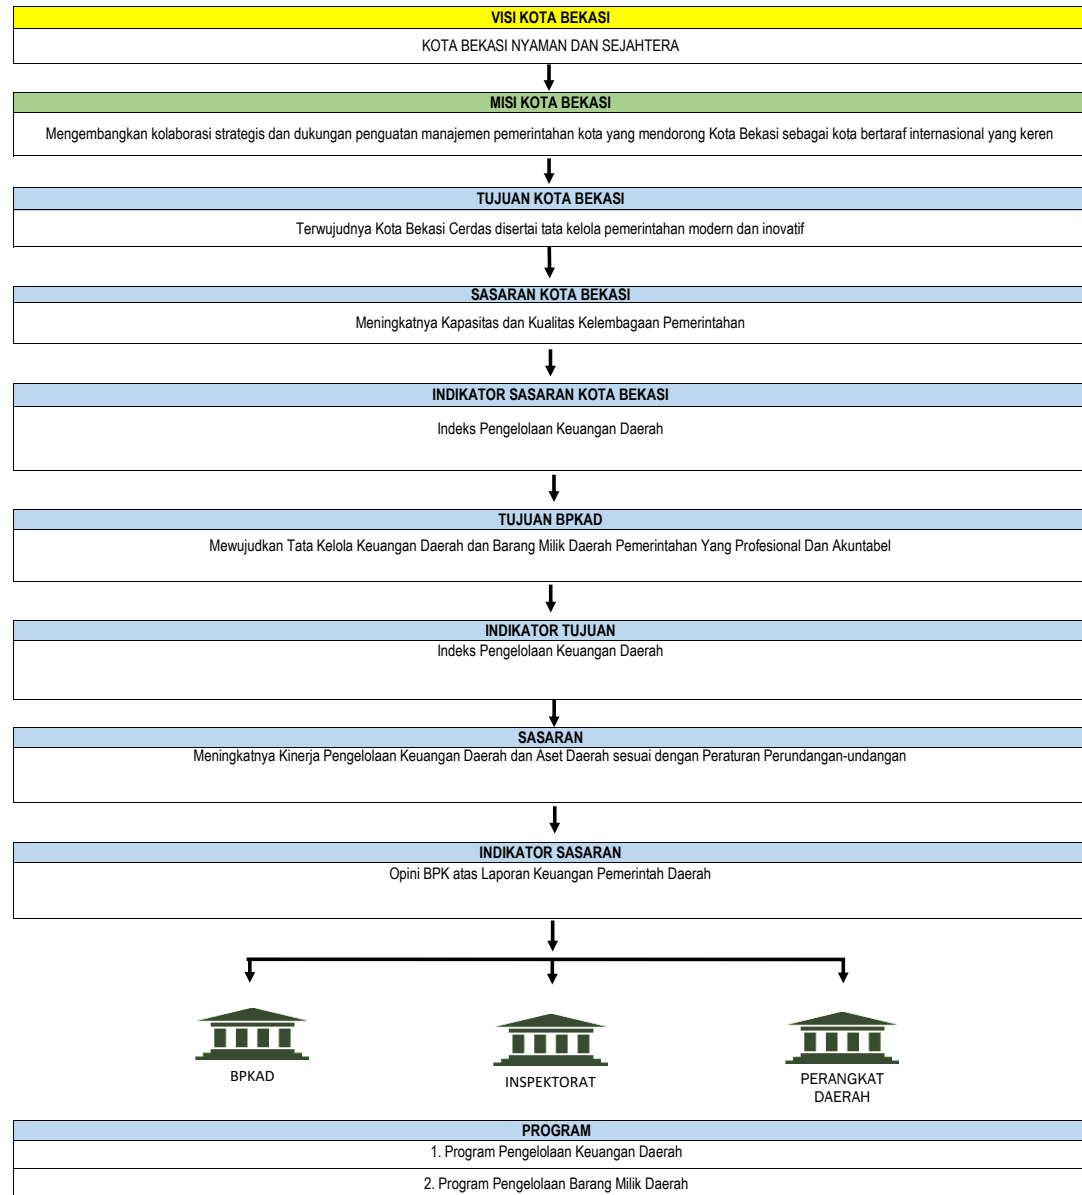 VISI KOTA BEKASI
KOTA BEKASI NYAMAN DAN SEJAHTERA
MISI KOTA BEKASI
Mengembangkan kolaborasi strategis dan dukungan penguatan manajemen pemerintahan kota yang mendorong Kota Bekasi sebagai kota bertaraf internasional yang keren
TUJUAN KOTA BEKASI
Terwujudnya Kota Bekasi Cerdas disertai tata kelola pemerintahan modern dan inovatif
SASARAN KOTA BEKASI
Meningkatnya Kapasitas dan Kualitas Kelembagaan Pemerintahan
INDIKATOR SASARAN KOTA BEKASI
Indeks Pengelolaan Keuangan Daerah
TUJUAN BPKAD
Mewujudkan Tata Kelola Keuangan Daerah dan Barang Milik Daerah Pemerintahan Yang Profesional Dan Akuntabel
INDIKATOR TUJUAN
Indeks Pengelolaan Keuangan Daerah
SASARAN
Meningkatnya Kinerja Pengelolaan Keuangan Daerah dan Aset Daerah sesuai dengan Peraturan Perundangan-undangan
INDIKATOR SASARAN
Opini BPK atas Laporan Keuangan Pemerintah Daerah
BPKAD
INSPEKTORAT
PERANGKAT
DAERAH
PROGRAM
1. Program Pengelolaan Keuangan Daerah
2. Program Pengelolaan Barang Milik Daerah